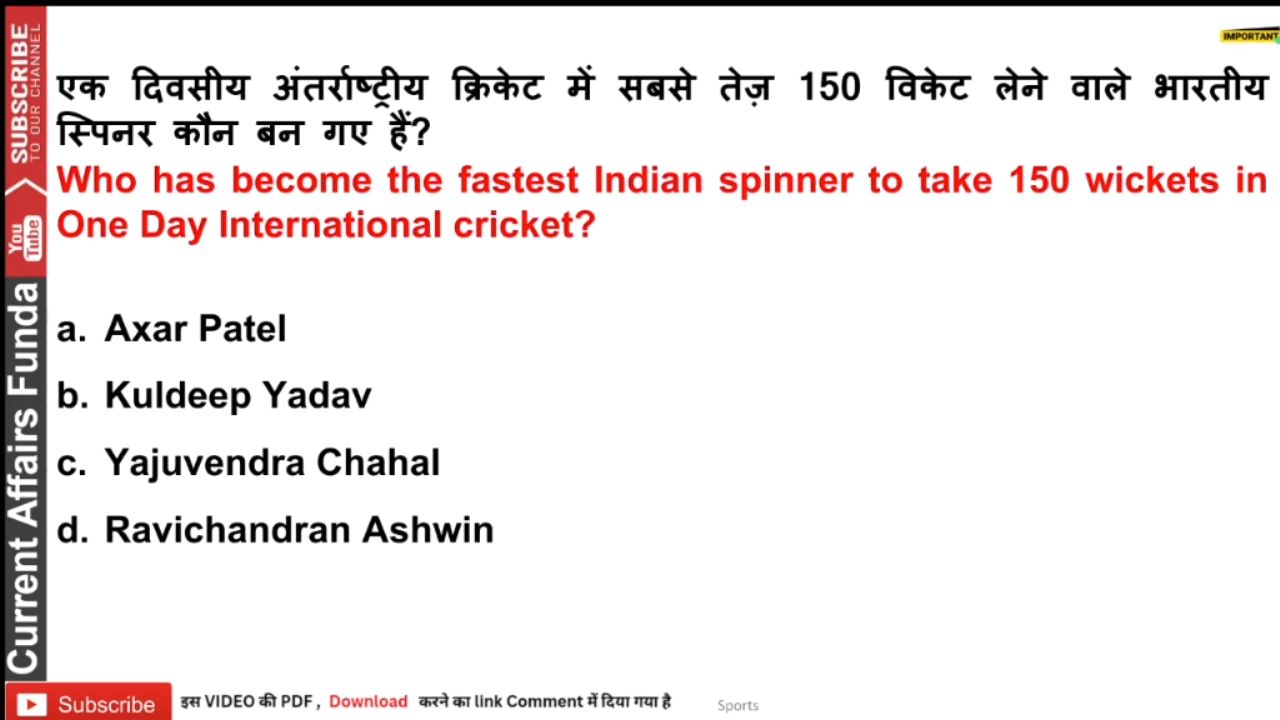 IMPORTANT
एक दिवसीय अंतर्राष्ट्रीय क्रिकेट में सबसे तेज़ 150 विकेट लेने वाले भारतीय
स्पिनर कौन बन गए हैं?
Who has become the fastest Indian spinner to take 150 wickets in
One Day International cricket?
a. Axar Patel
b. Kuldeep Yadav
c. Yajuvendra Chahal
d. Ravichandran Ashwin
SUBSCRIBE
TO OUR CHANNEL
You
Tube
Current Affairs Funda
Subscribe
इस VIDEO की PDF , Download करने का link Comment में दिया गया है
Sports